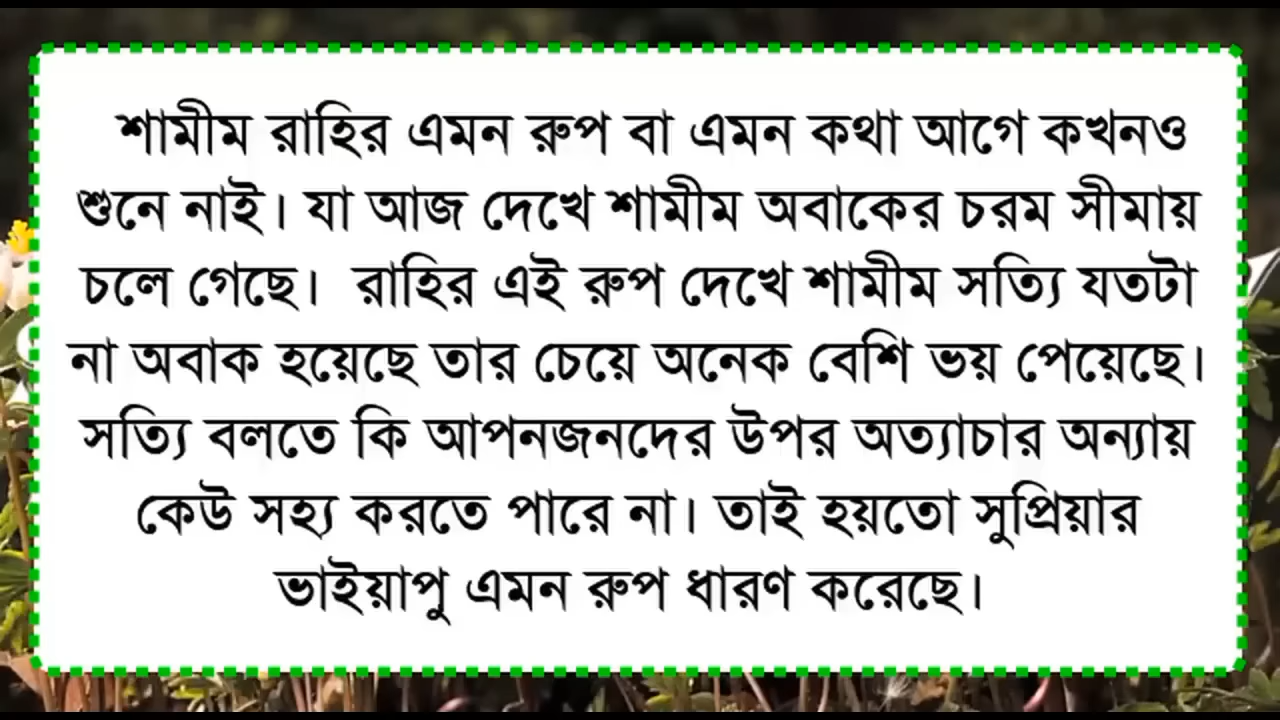 শামীম রাহির এমন রুপ বা এমন কথা আগে কখনও
শুনে নাই। যা আজ দেখে শামীম অবাকের চরম সীমায়
চলে গেছে। রাহির এই রুপ দেখে শামীম সত্যি যতটা
না অবাক হয়েছে তার চেয়ে অনেক বেশি ভয় পেয়েছে।
সত্যি বলতে কি আপনজনদের উপর অত্যাচার অন্যায়
কেউ সহ্য করতে পারে না। তাই হয়তো সুপ্রিয়ার
ভাইয়াপু এমন রুপ ধারণ করেছে।